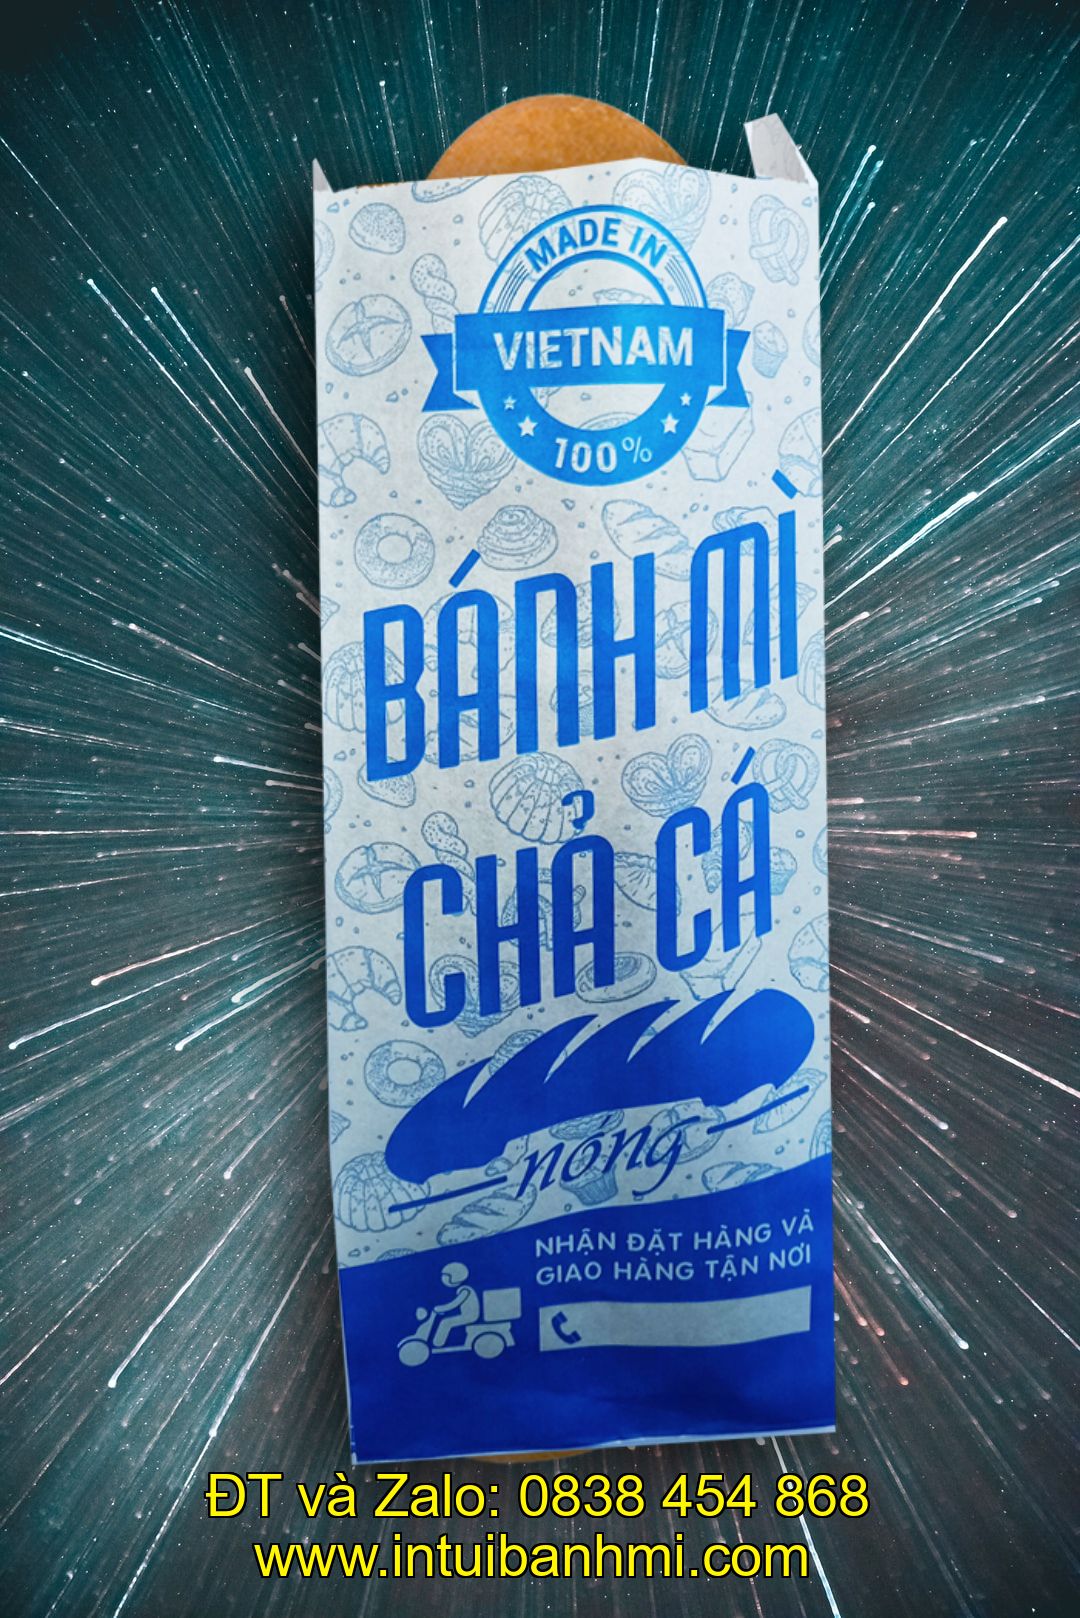 MADE IN
VIETNAM
100%
BÁNH MÌ
CHẢ CÁ
nóng
NHẬN ĐẶT HÀNG VÀ
GIAO HÀNG TẬN NƠI
ĐT và Zalo: 0838 454 868
www.intuibanhmi.com